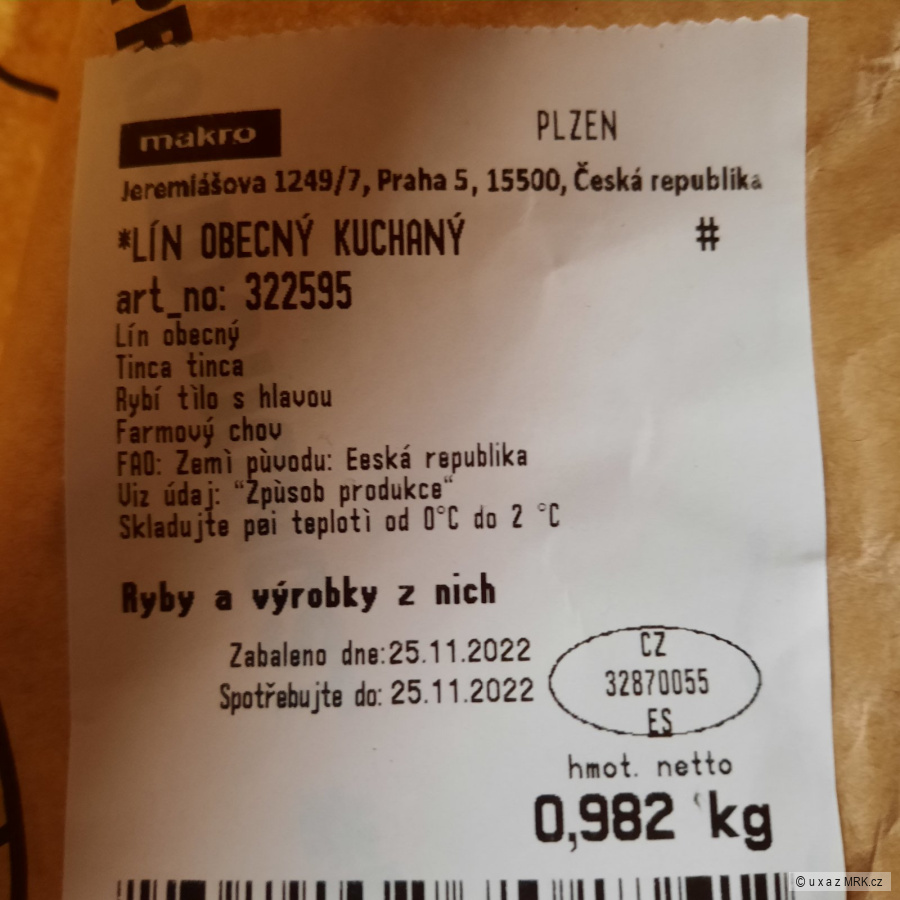 makro
PLZEN
Jeremiášova 1249/7, Praha 5, 15500, Česká republika
*LÍN OBECNÝ KUCHANÝ #
art_no: 322595
Lín obecný
Tinca tinca
Rybí tìlo s hlavou
Farmový chov
FAO: Zemì pùvodu: Eeská republika
Viz údaj: “Zpùsob produkce“
Skladujte pøi teplotì od 0°C do 2 °C
Ryby a výrobky z nich
Zabaleno dne:25.11.2022
Spotřebujte do: 25.11.2022
CZ
32870055
ES
hmot. netto
0,982 kg
© u x a z MRK.cz